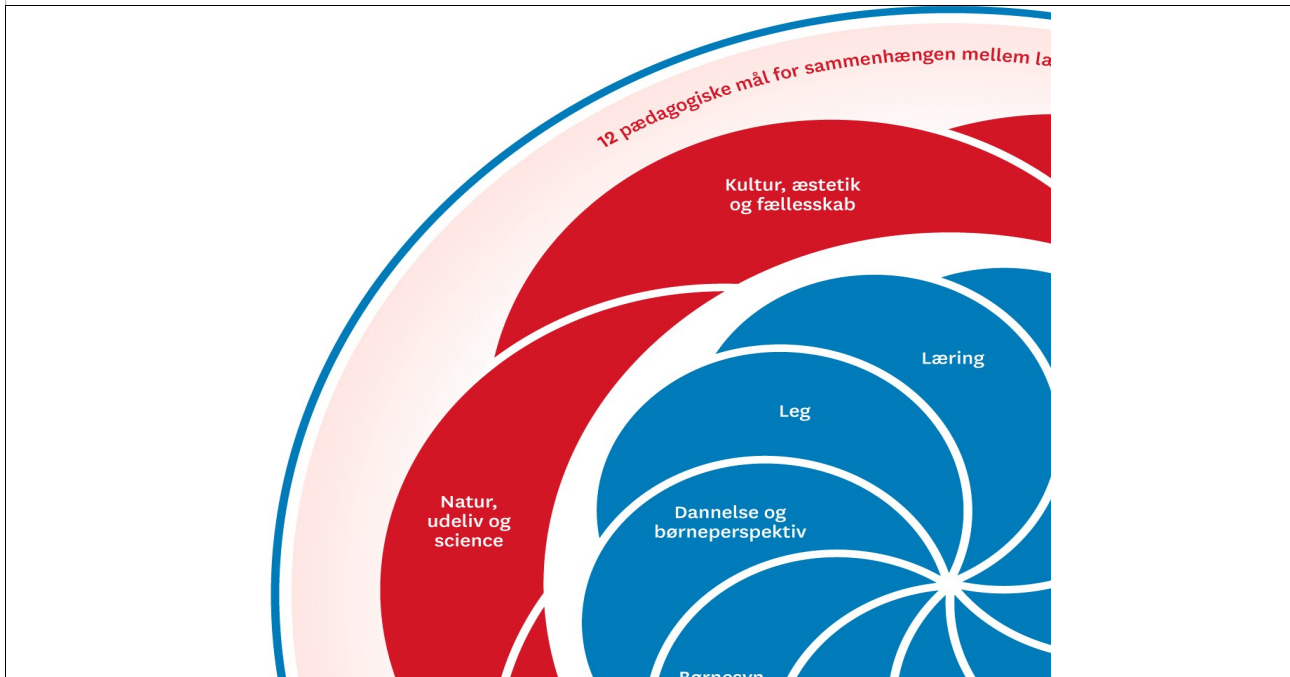 12 pædagogiske mål for sammenhængen mellem la
Kultur, æstetik
og fællesskab
Læring
Leg
Natur,
udeliv og
science
Dannelse og
børneperspektiv
Børnesyn